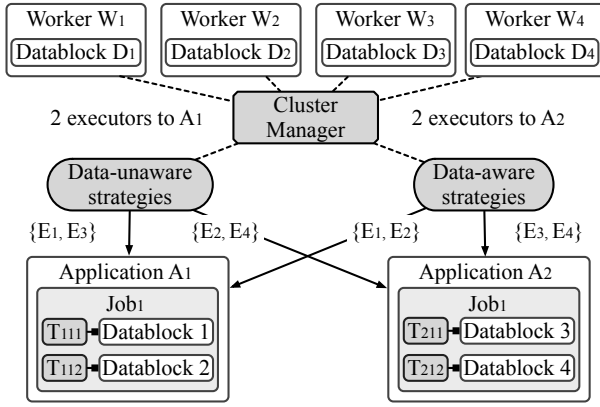 Worker W1 Worker W2 Worker W3 Worker W4
Datablock D1 Datablock D2 Datablock D3 Datablock D4
Cluster
Manager
2 executors to A1 2 executors to A2
Data-unaware
strategies
Data-aware
strategies
{E1, E3} {E2, E4} {E1, E2} {E3, E4}
Application A1
Job1
T111 Datablock 1
T112 Datablock 2
Application A2
Job1
T211 Datablock 3
T212 Datablock 4